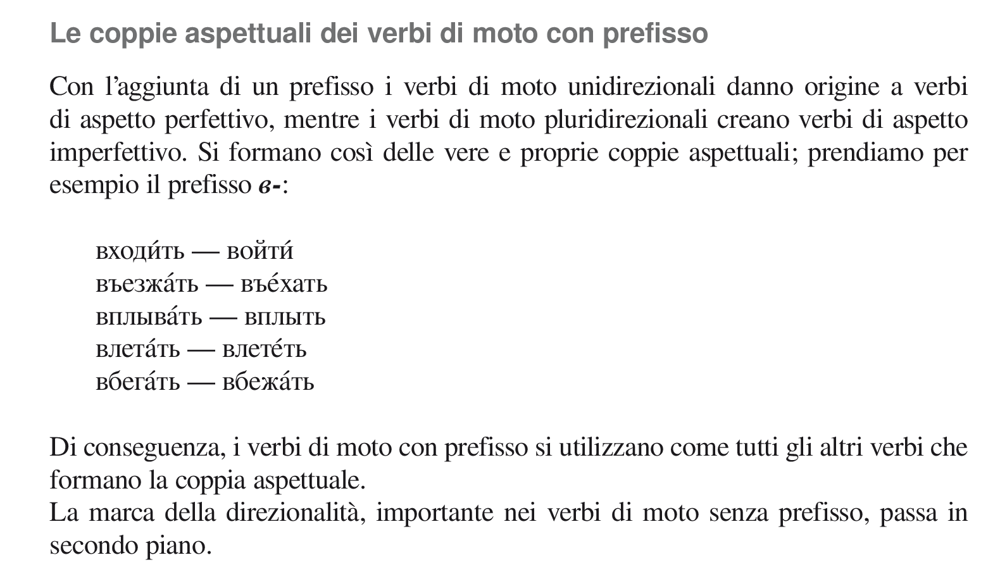 Le coppie aspettuali dei verbi di moto con prefisso
Con l’aggiunta di un prefisso i verbi di moto unidirezionali danno origine a verbi
di aspetto perfettivo, mentre i verbi di moto pluridirezionali creano verbi di aspetto
imperfettivo. Si formano così delle vere e proprie coppie aspettuali; prendiamo per
esempio il prefisso в-:
входи́ть — войти́
въезжа́ть — въе́хать
вплыва́ть — вплыть
влета́ть — влете́ть
вбега́ть — вбежа́ть
Di conseguenza, i verbi di moto con prefisso si utilizzano come tutti gli altri verbi che
formano la coppia aspettuale.
La marca della direzionalità, importante nei verbi di moto senza prefisso, passa in
secondo piano.